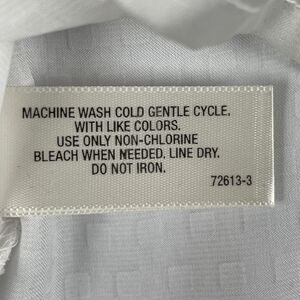 MACHINE WASH COLD GENTLE CYCLE.
WITH LIKE COLORS.
USE ONLY NON-CHLORINE
BLEACH WHEN NEEDED. LINE DRY.
DO NOT IRON.
72613-3